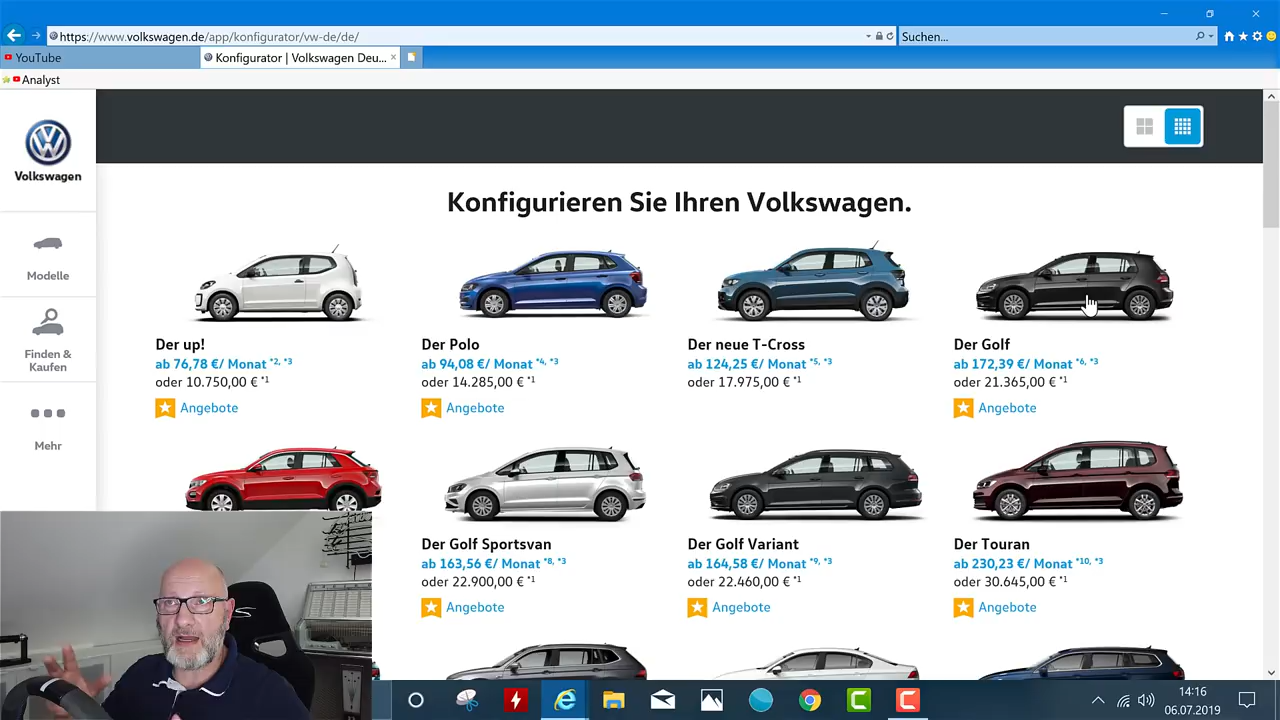 https://www.volkswagen.de/app/konfigurator/vw-de/de/
Suchen...
YouTube
Konfigurator | Volkswagen Deu...
Analyst
Volkswagen
Modelle
Finden &
Kaufen
Mehr
Konfigurieren Sie Ihren Volkswagen.
Der up!
ab 76,78 €/ Monat *2, *3
oder 10.750,00 € *1
Angebote
Der Polo
ab 94,08 €/ Monat *4, *3
oder 14.285,00 € *1
Angebote
Der neue T-Cross
ab 124,25 €/ Monat *5, *3
oder 17.975,00 € *1
Der Golf
ab 172,39 €/ Monat *6, *3
oder 21.365,00 € *1
Angebote
Der Golf Sportsvan
ab 163,56 €/ Monat *8, *3
oder 22.900,00 € *1
Angebote
Der Golf Variant
ab 164,58 €/ Monat *9, *3
oder 22.460,00 € *1
Angebote
Der Touran
ab 230,23 €/ Monat *10, *3
oder 30.645,00 € *1
Angebote
14:16
06.07.2019